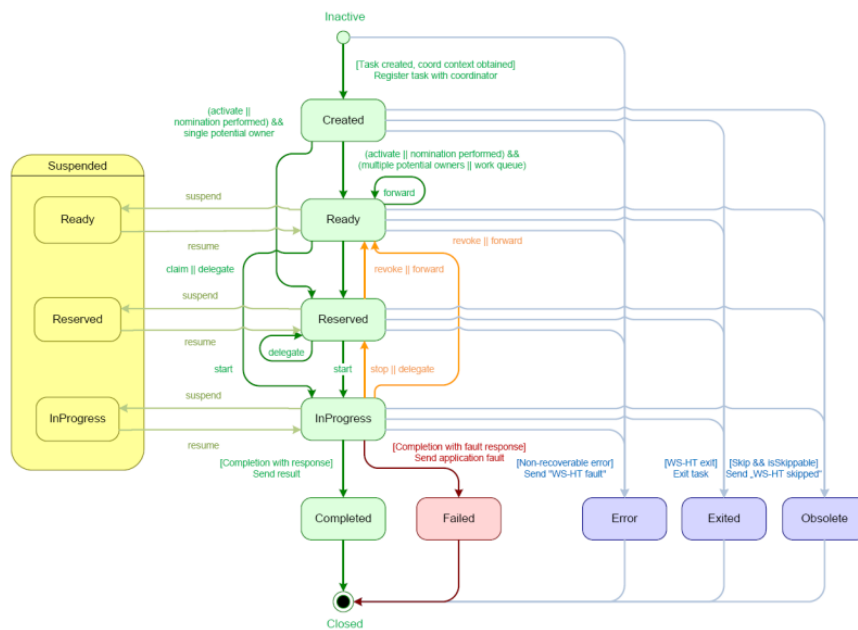 Inactive
[Task created, coord context obtained]
Register task with coordinator
(activate ||
nomination performed) &&
single potential owner
Created
(activate || nomination performed) &&
(multiple potential owners || work queue)
Suspended
Ready
suspend
resume
forward
Ready
revoke || forward
claim || delegate
revoke || forward
suspend
Reserved
resume
Reserved
delegate
start
start
stop || delegate
suspend
InProgress
resume
InProgress
[Completion with response]
Send result
[Completion with fault response]
Send application fault
[Non-recoverable error]
Send "WS-HT fault"
[WS-HT exit]
Exit task
[Skip && isSkippable]
Send „WS-HT skipped"
Completed
Failed
Error
Exited
Obsolete
Closed